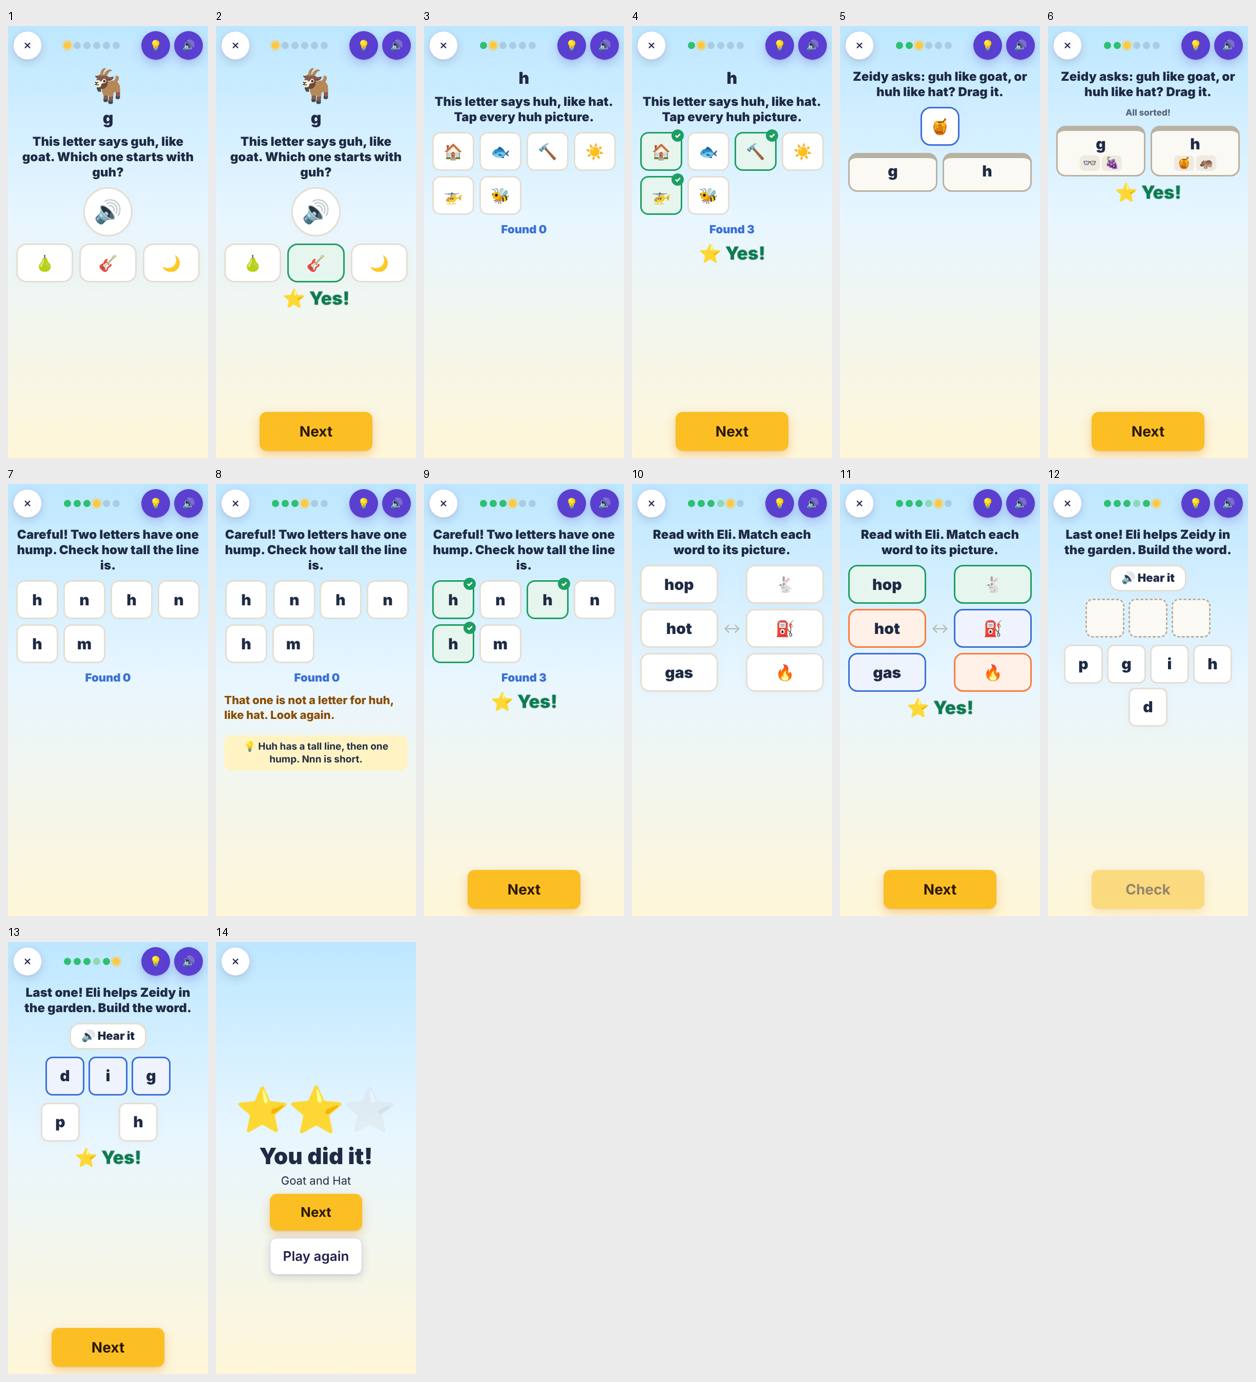 1
g
This letter says guh, like
goat. Which one starts with
guh?
2
g
This letter says guh, like
goat. Which one starts with
guh?
Yes!
Next
3
h
This letter says huh, like hat.
Tap every huh picture.
Found 0
4
h
This letter says huh, like hat.
Tap every huh picture.
Found 3
Yes!
Next
5
Zeidy asks: guh like goat, or
huh like hat? Drag it.
g h
6
Zeidy asks: guh like goat, or
huh like hat? Drag it.
All sorted!
g h
Yes!
Next
7
Careful! Two letters have one
hump. Check how tall the line
is.
h n h n
h m
Found 0
8
Careful! Two letters have one
hump. Check how tall the line
is.
h n h n
h m
Found 0
That one is not a letter for huh,
like hat. Look again.
Huh has a tall line, then one
hump. Nnn is short.
9
Careful! Two letters have one
hump. Check how tall the line
is.
h n h n
h m
Found 3
Yes!
Next
10
Read with Eli. Match each
word to its picture.
hop
hot
gas
11
Read with Eli. Match each
word to its picture.
hop
hot
gas
Yes!
Next
12
Last one! Eli helps Zeidy in
the garden. Build the word.
Hear it
p g i h
d
Check
13
Last one! Eli helps Zeidy in
the garden. Build the word.
Hear it
d i g
p h
Yes!
Next
14
You did it!
Goat and Hat
Next
Play again